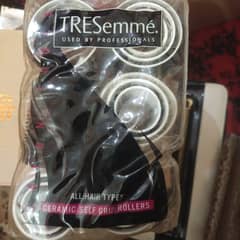 TRESemmé.
USED BY PROFESSIONALS
ALL HAIR TYPES
CERAMIC SELF GRIP ROLLERS